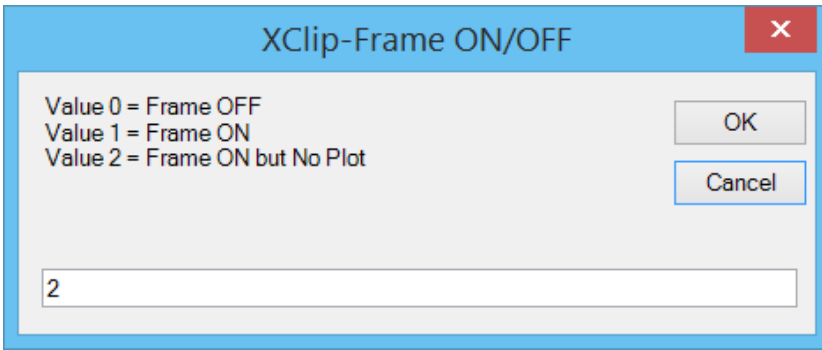 XClip-Frame ON/OFF
Value 0 = Frame OFF
Value 1 = Frame ON
Value 2 = Frame ON but No Plot
OK
Cancel
2